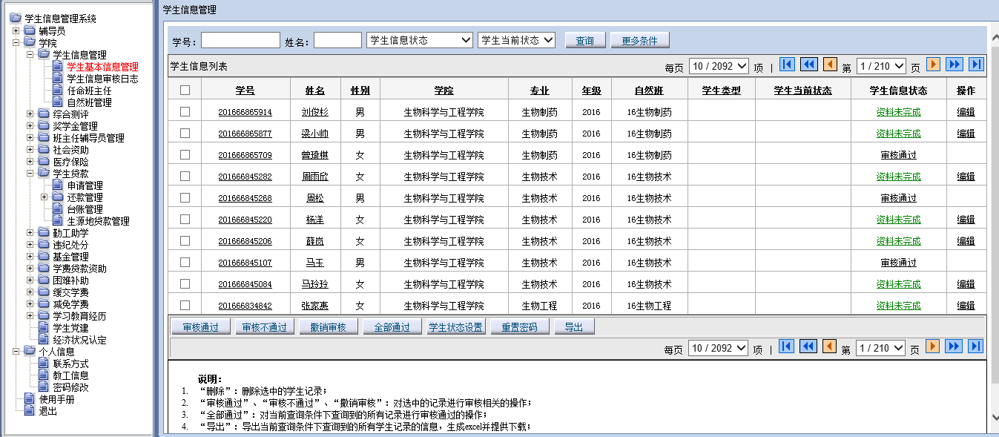 学生信息管理系统
辅导员
学院
学生信息管理
学生基本信息管理
学生信息审核日志
任命班主任
自然班管理
综合测评
奖学金管理
班主任辅导员管理
社会资助
医疗保险
学生贷款
申请管理
还款管理
台账管理
生源地贷款管理
勤工助学
违纪处分
基金管理
学费贷款资助
困难补助
缓交学费
减免学费
学习教育经历
学生党建
经济状况认定
个人信息
联系方式
教工信息
密码修改
使用手册
退出
学生信息管理
学号： 姓名： 学生信息状态 学生当前状态 查询 更多条件
学生信息列表 每页 10 / 2092 项 | 第 1 / 210 页
学号 姓名 性别 学院 专业 年级 自然班 学生类型 学生当前状态 学生信息状态 操作
201666865914 刘俊杉 男 生物科学与工程学院 生物制药 2016 16生物制药 资料未完成 编辑
201666865877 梁小帅 男 生物科学与工程学院 生物制药 2016 16生物制药 资料未完成 编辑
201666865709 曾琦棋 女 生物科学与工程学院 生物制药 2016 16生物制药 审核通过
201666845282 周雨欣 女 生物科学与工程学院 生物技术 2016 16生物技术 资料未完成 编辑
201666845268 周松 男 生物科学与工程学院 生物技术 2016 16生物技术 审核通过
201666845220 杨洋 女 生物科学与工程学院 生物技术 2016 16生物技术 资料未完成 编辑
201666845206 薛岚 女 生物科学与工程学院 生物技术 2016 16生物技术 资料未完成 编辑
201666845107 马玉 男 生物科学与工程学院 生物技术 2016 16生物技术 审核通过
201666845084 马玲玲 女 生物科学与工程学院 生物技术 2016 16生物技术 资料未完成 编辑
201666834842 张家惠 女 生物科学与工程学院 生物工程 2016 16生物工程 资料未完成 编辑
审核通过 审核不通过 撤销审核 全部通过 学生状态设置 重置密码 导出
每页 10 / 2092 项 | 第 1 / 210 页
说明：
1. “删除”：删除选中的学生记录；
2. “审核通过”、“审核不通过”、“撤销审核”：对选中的记录进行审核相关的操作；
3. “全部通过”：对当前查询条件下查询到的所有记录进行审核通过的操作；
4. “导出”：导出当前查询条件下查询到的所有学生记录的信息，生成excel并提供下载；